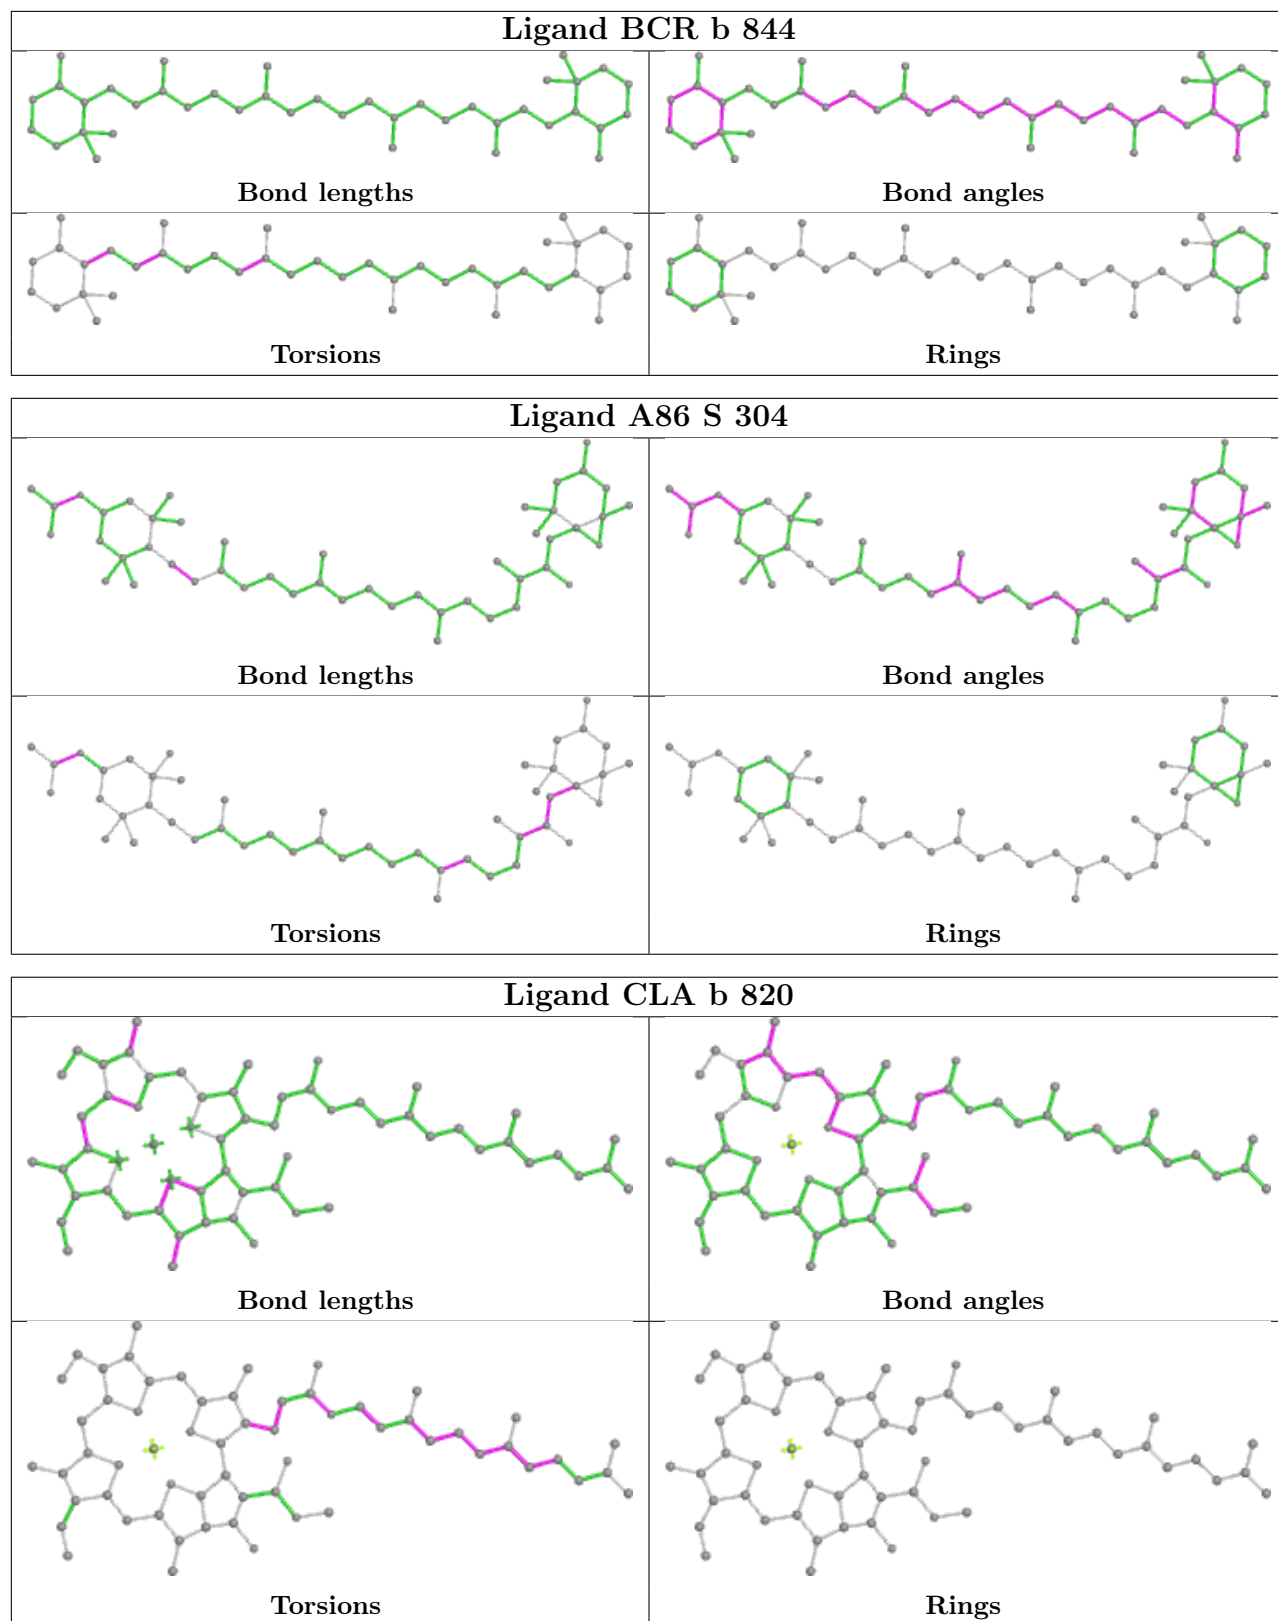 Ligand BCR b 844
Bond lengths
Bond angles
Torsions
Rings
Ligand A86 S 304
Bond lengths
Bond angles
Torsions
Rings
Ligand CLA b 820
Bond lengths
Bond angles
Torsions
Rings